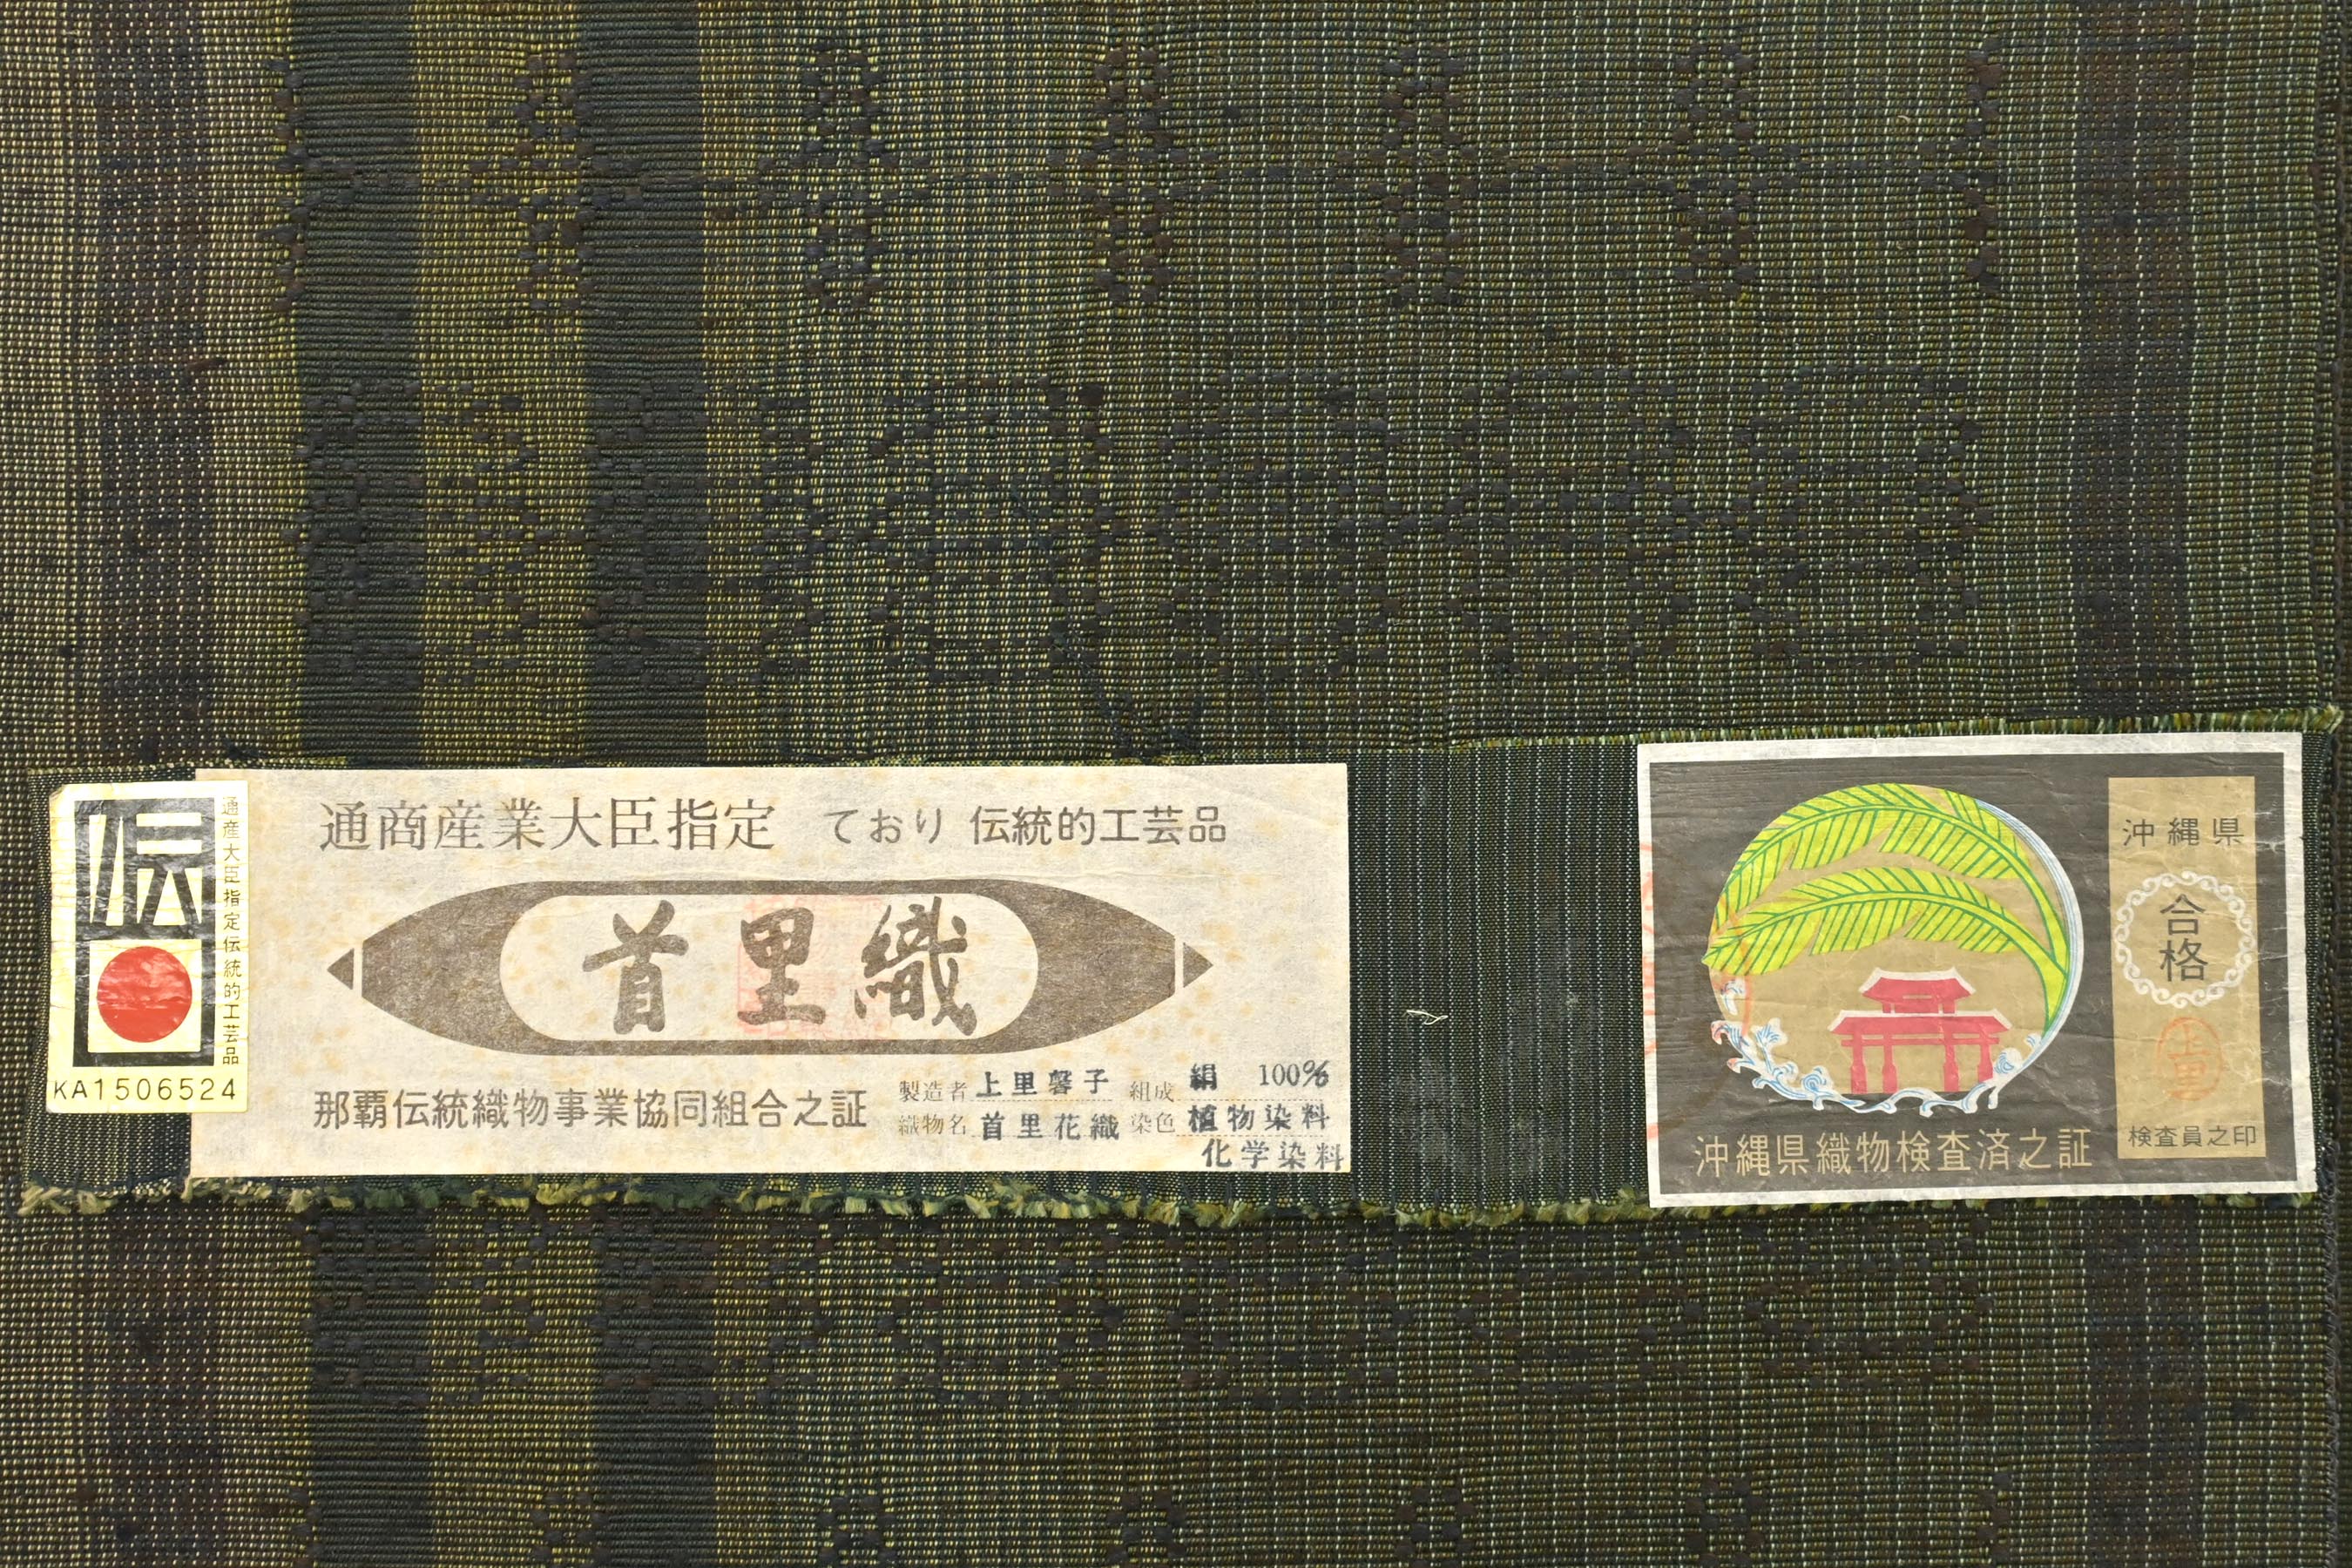 伝
通産大臣指定伝統的工芸品
KA1506524
通商産業大臣指定 ており 伝統的工芸品
首里織
那覇伝統織物事業協同組合之証
製造者 上里馨子 組成 絹 100%
織物名 首里花織 染色 植物染料
化学染料
沖縄県
合格
検査員之印
沖縄県織物検査済之証